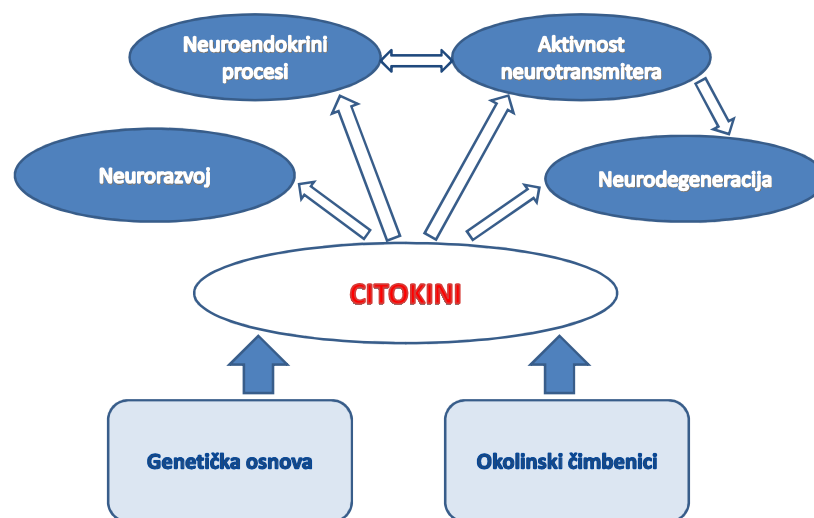 Neuroendokrini
procesi
Aktivnost
neurotransmitera
Neurorazvoj
Neurodegeneracija
CITOKINI
Genetička osnova
Okolinski čimbenici